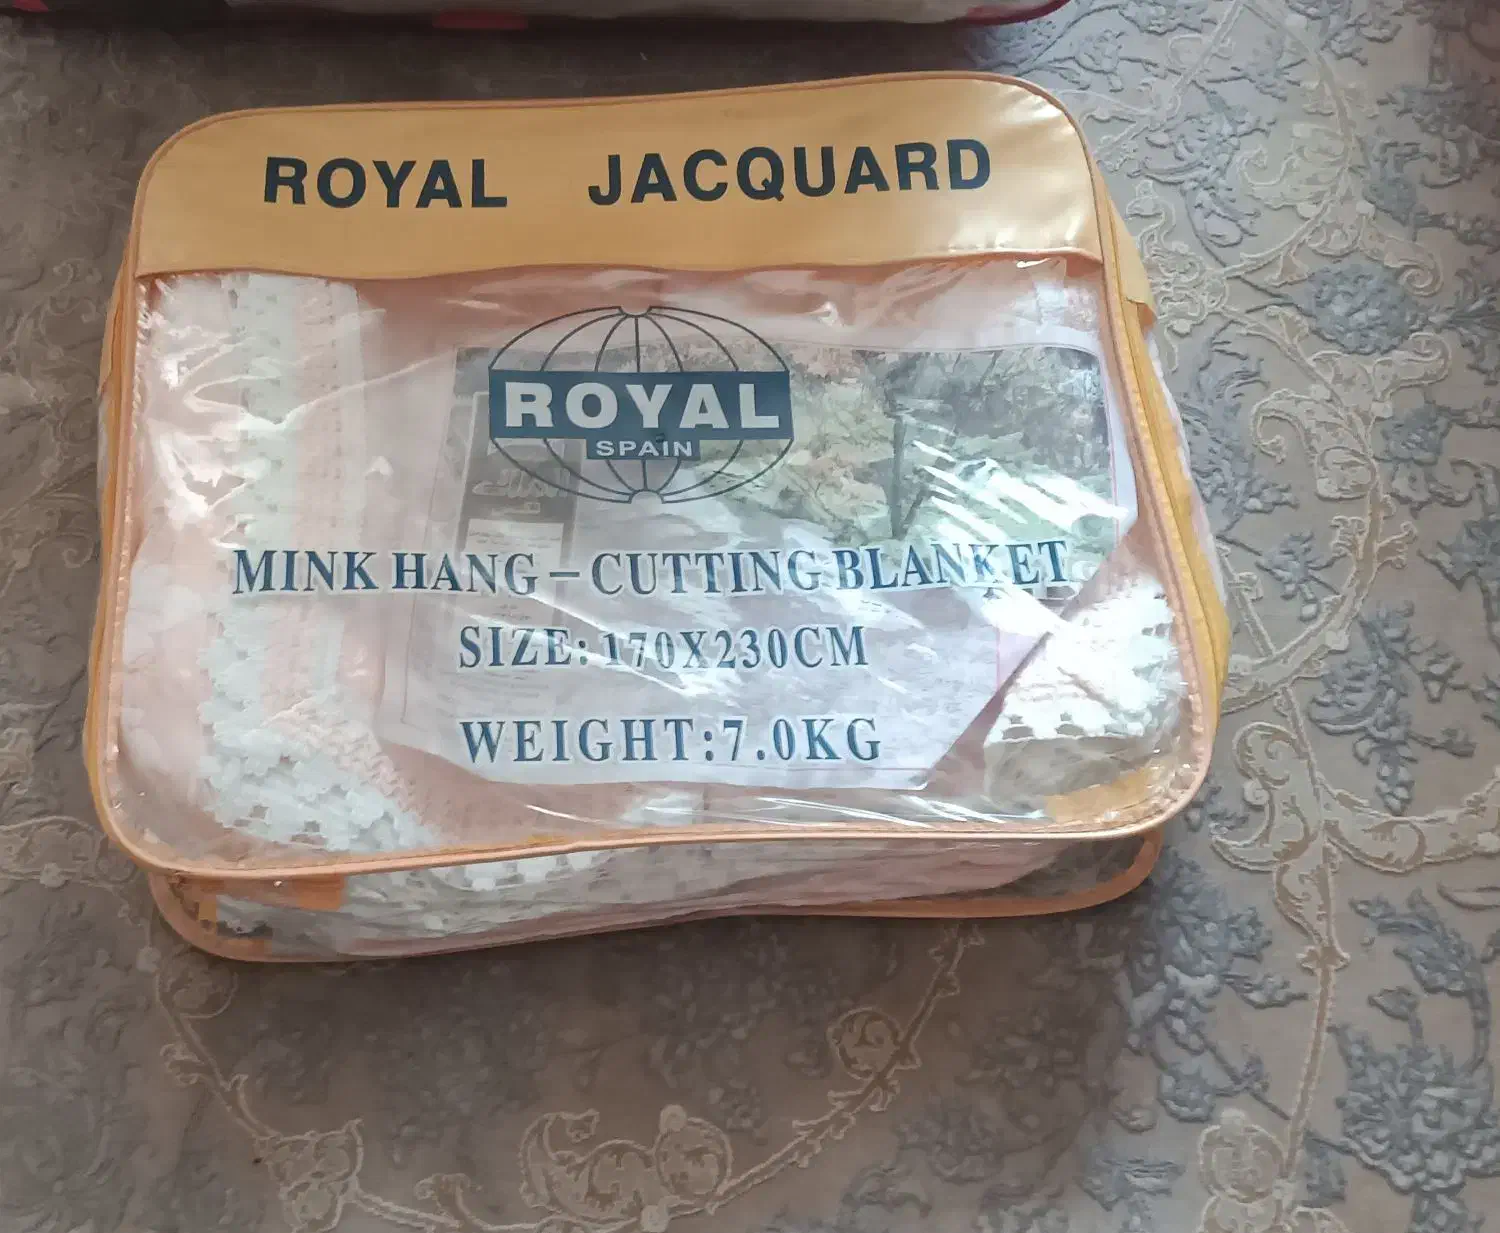 ROYAL JACQUARD
ROYAL
SPAIN
MINK HANG – CUTTING BLANKET
SIZE: 170X230CM
WEIGHT:7.0KG